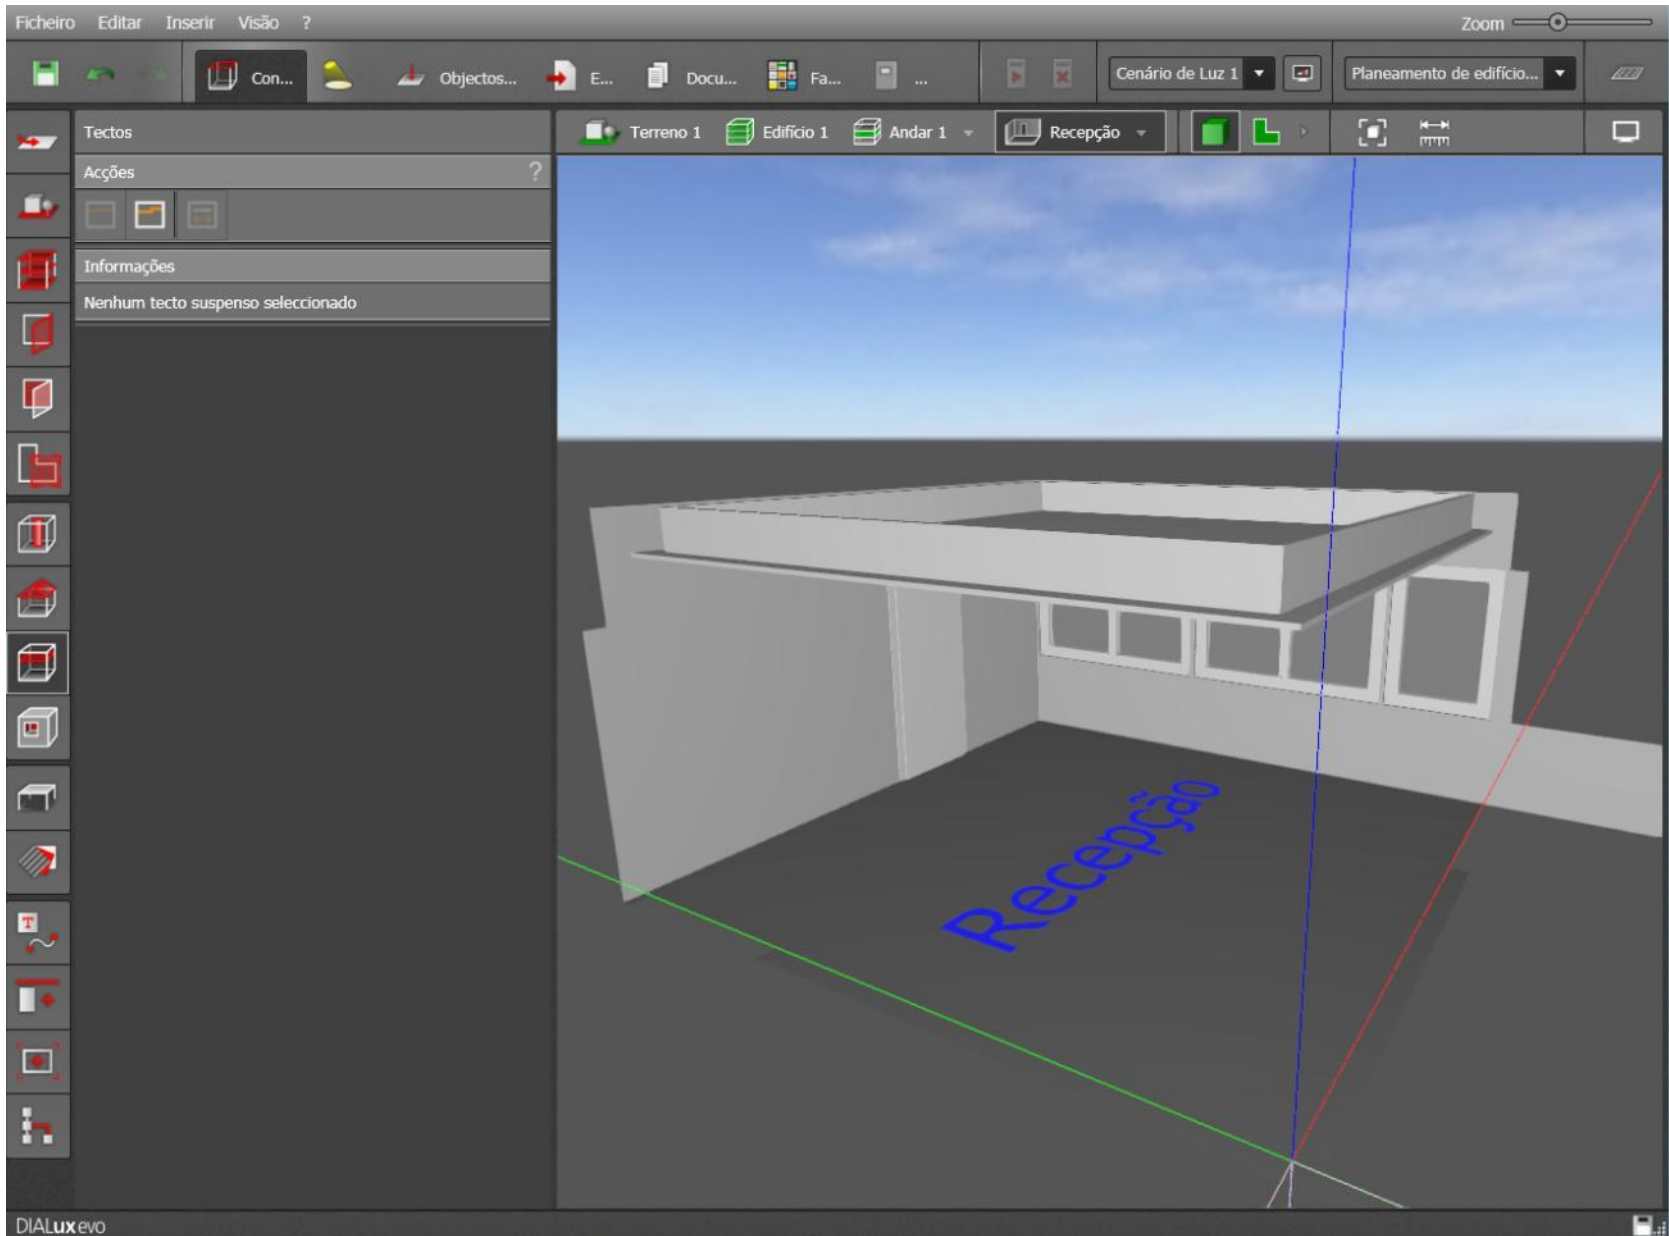 Ficheiro Editar Inserir Visão ? Zoom
Con... Objectos... E... Docu... Fa... ... Cenário de Luz 1 Planeamento de edifício...
Tectos
Terreno 1 Edifício 1 Andar 1 Recepção
Acções ?
Informações
Nenhum tecto suspenso seleccionado
Recepção
T
DIALux evo